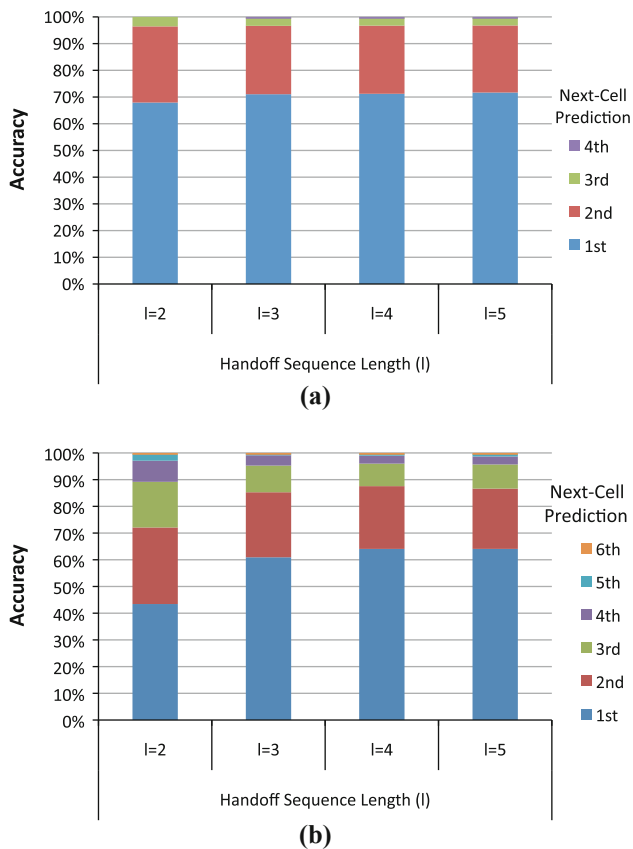 100%
90%
80%
70%
60%
50%
40%
30%
20%
10%
0%
Accuracy
l=2
l=3
l=4
l=5
Handoff Sequence Length (l)
Next-Cell
Prediction
4th
3rd
2nd
1st
(a)
100%
90%
80%
70%
60%
50%
40%
30%
20%
10%
0%
Accuracy
l=2
l=3
l=4
l=5
Handoff Sequence Length (l)
Next-Cell
Prediction
6th
5th
4th
3rd
2nd
1st
(b)